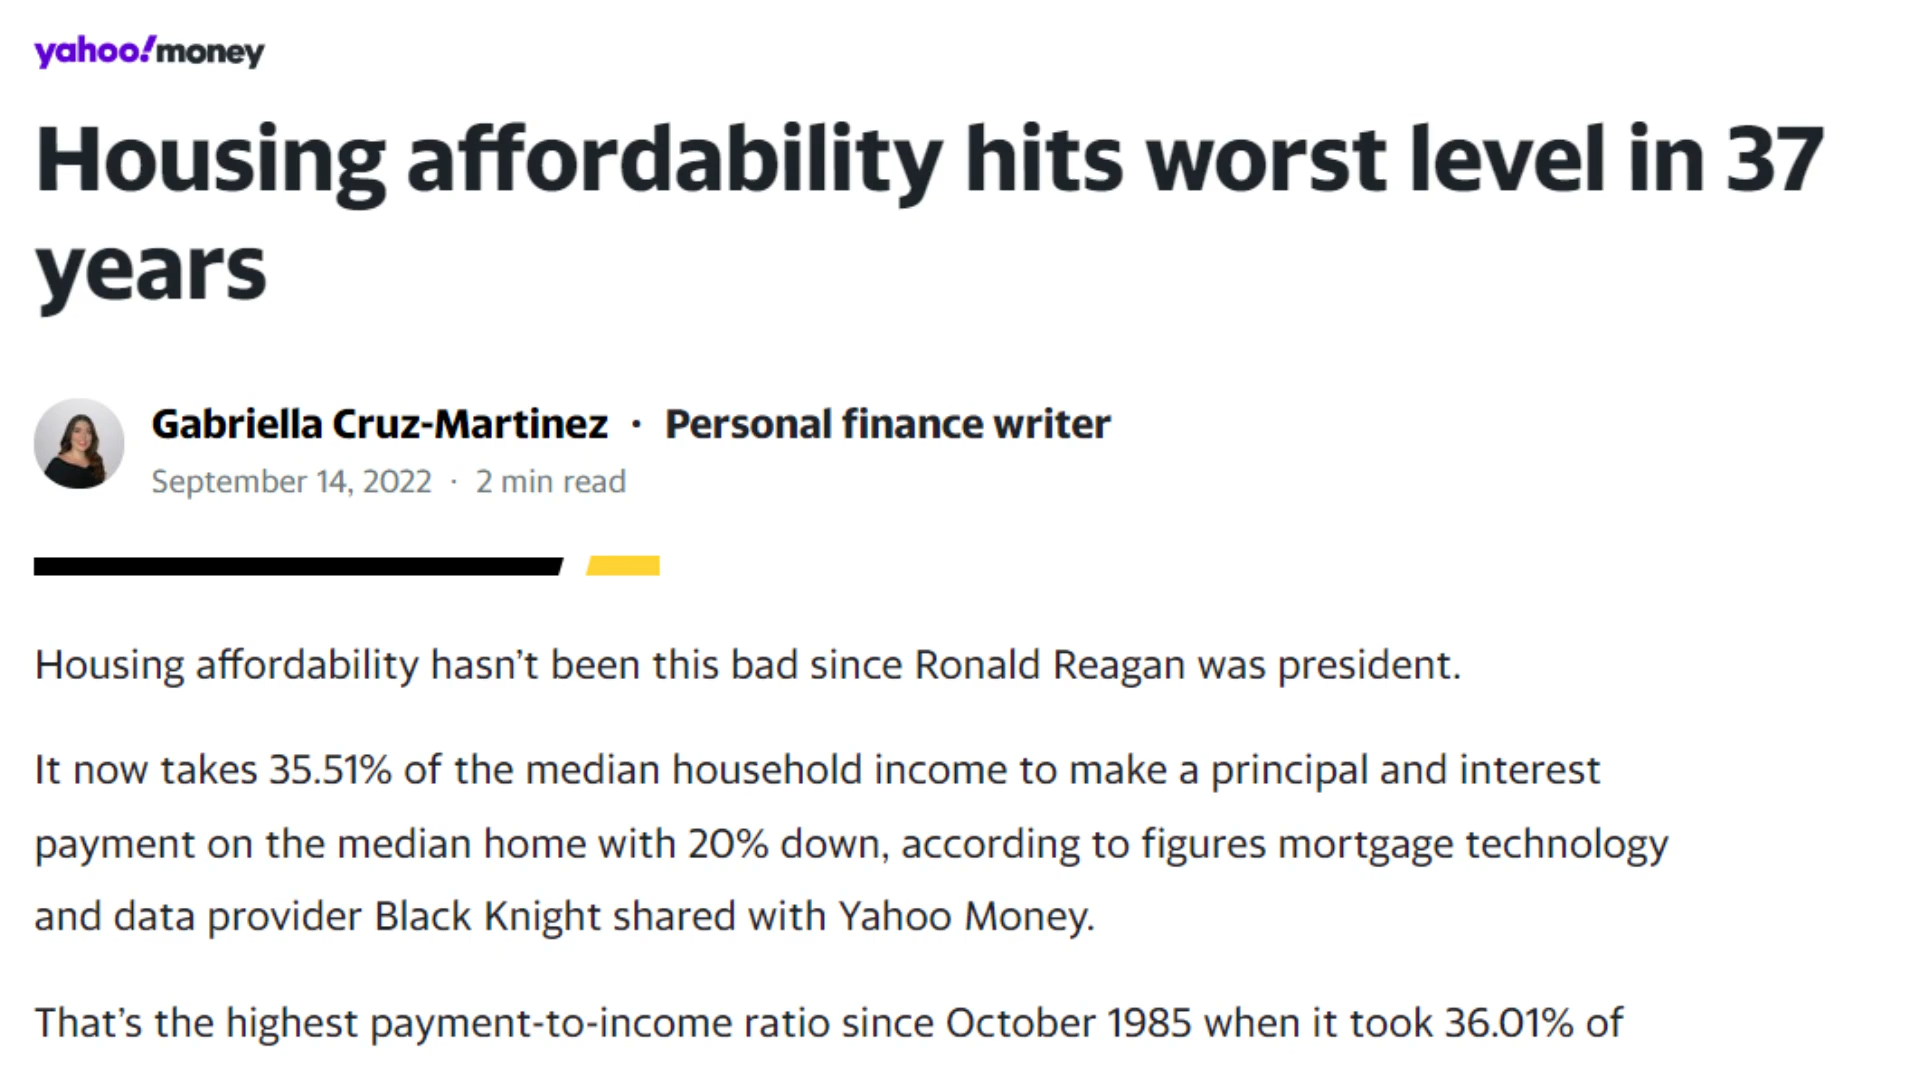 yahoo!money
Housing affordability hits worst level in 37
years
Gabriella Cruz-Martinez · Personal finance writer
September 14, 2022 · 2 min read
Housing affordability hasn’t been this bad since Ronald Reagan was president.
It now takes 35.51% of the median household income to make a principal and interest
payment on the median home with 20% down, according to figures mortgage technology
and data provider Black Knight shared with Yahoo Money.
That’s the highest payment-to-income ratio since October 1985 when it took 36.01% of